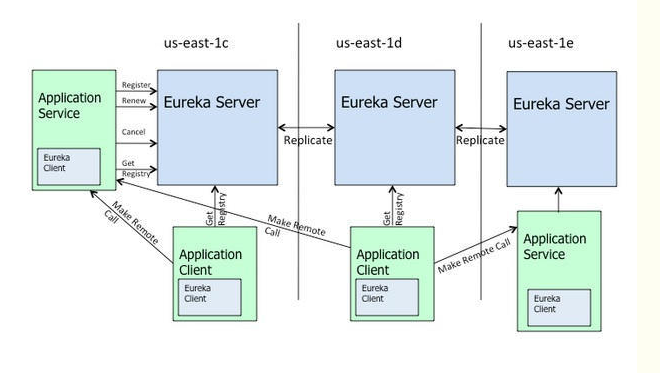 us-east-1c
us-east-1d
us-east-1e
Application
Service
Eureka
Client
Register
Renew
Cancel
Get
Registry
Eureka Server
Replicate
Eureka Server
Replicate
Eureka Server
Make Remote
Call
Get
Registry
Make Remote
Call
Get
Registry
Make Remote Call
Application
Client
Eureka
Client
Application
Client
Eureka
Client
Application
Service
Eureka
Client